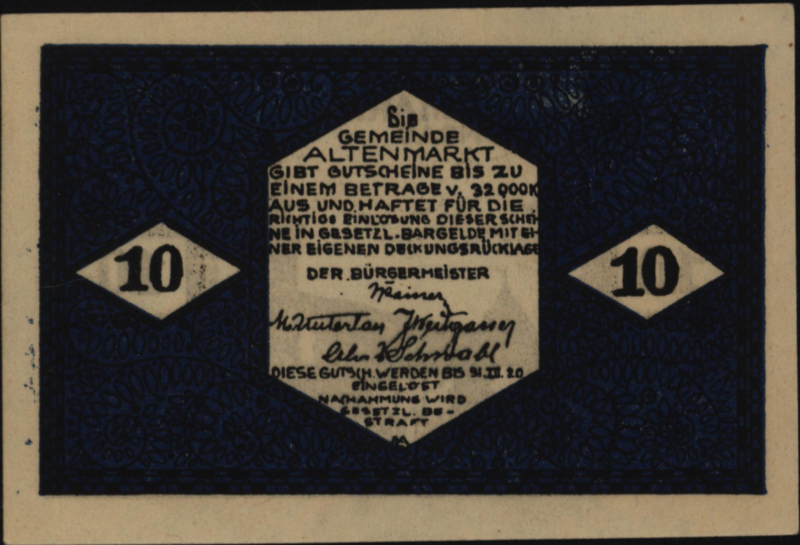 Die
GEMEINDE
ALTENMARKT
GIBT GUTSCHEINE BIS ZU
EINEM BETRAGE V. 32000K
AUS UND HAFTET FÜR DIE
RICHTIGE EINLÖSUNG DIESER SCHEI-
NE IN GESETZL. BARGELDE MIT EI-
NER EIGENEN DECKUNGSRÜCKLAGE
10
10
DER BÜRGERMEISTER
Schwabl
DIESE GUTSCH. WERDEN BIS 31. XII. 20
EINGELÖST
NACHAHMUNG WIRD
GESETZL. BE-
STRAFT